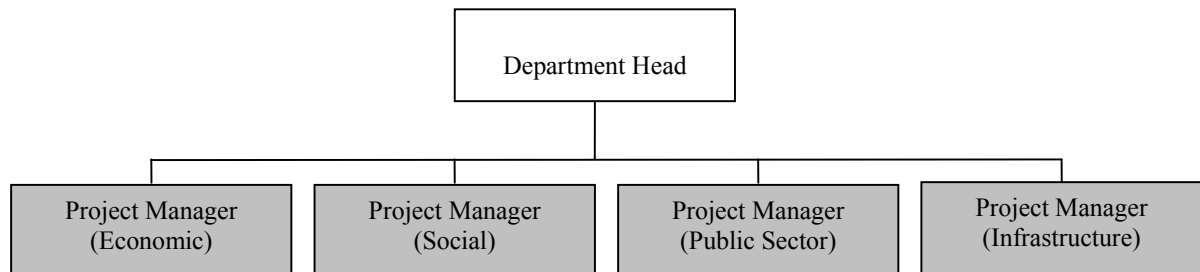 Department Head
Project Manager
(Economic)
Project Manager
(Social)
Project Manager
(Public Sector)
Project Manager
(Infrastructure)